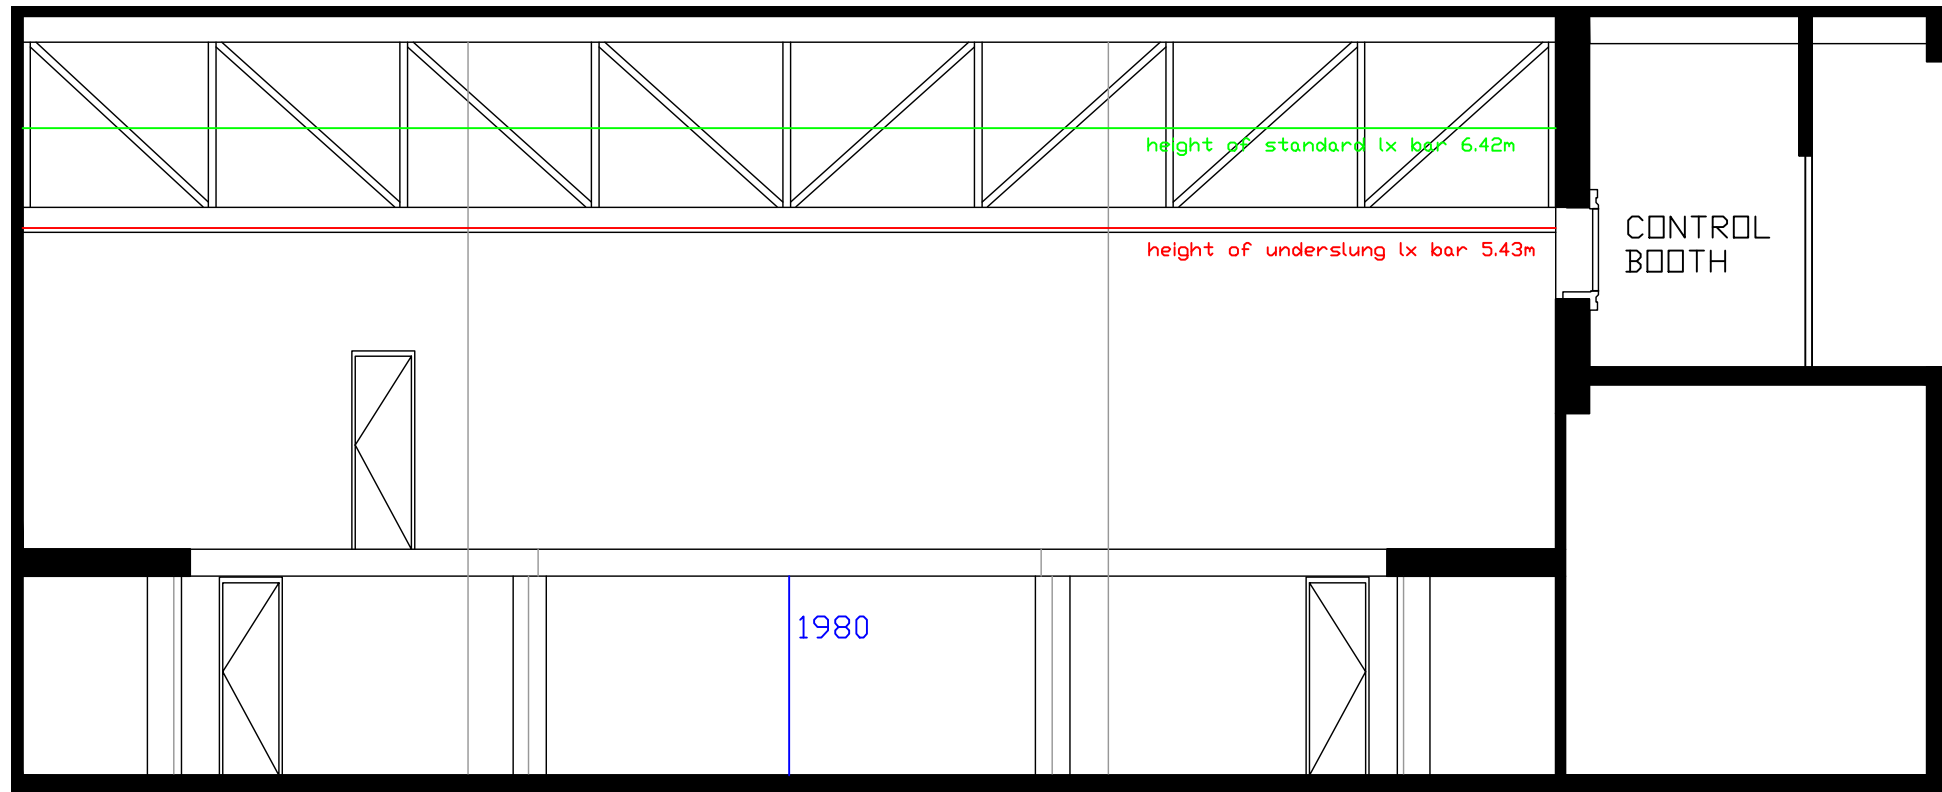 height of standard lx bar 6.42m
CONTROL
BOOTH
height of underslung lx bar 5.43m
1980